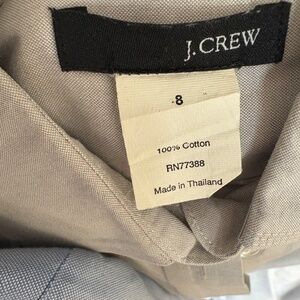 J.CREW
8
100% Cotton
RN77388
Made in Thailand